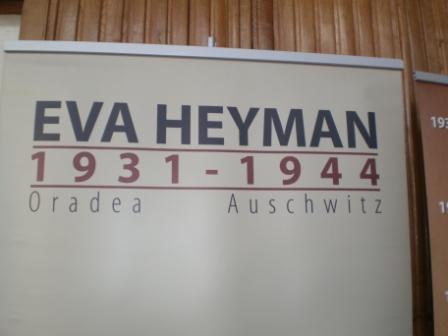 EVA HEYMAN
1931-1944
Oradea Auschwitz